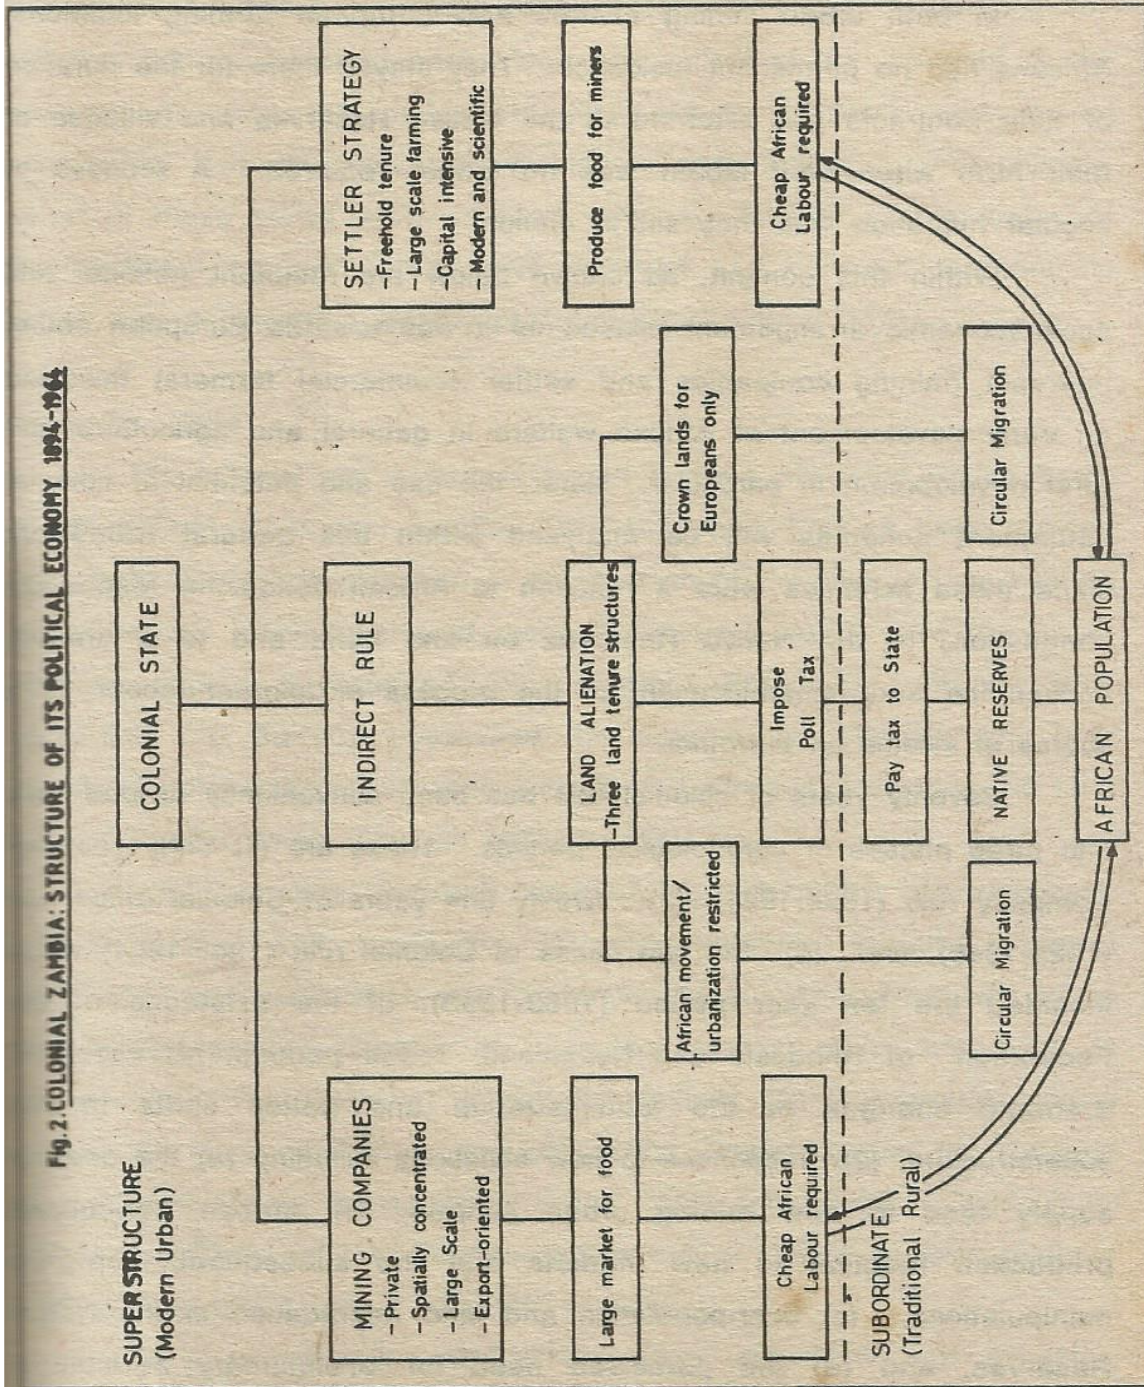 Fig. 2. COLONIAL ZAMBIA: STRUCTURE OF ITS POLITICAL ECONOMY 1894-1964
SUPER STRUCTURE
(Modern Urban)
COLONIAL STATE
MINING COMPANIES
- Private
- Spatially concentrated
- Large Scale
- Export-oriented
INDIRECT RULE
SETTLER STRATEGY
-Freehold tenure
-Large scale farming
-Capital intensive
-Modern and scientific
Large market for food
LAND ALIENATION
-Three land tenure structures
Produce food for miners
African movement/
urbanization restricted
Crown lands for
Europeans only
Cheap African
Labour required
Impose
Poll Tax
Cheap African
Labour required
SUBORDINATE
(Traditional Rural)
Pay tax to State
Circular Migration
NATIVE RESERVES
Circular Migration
AFRICAN POPULATION